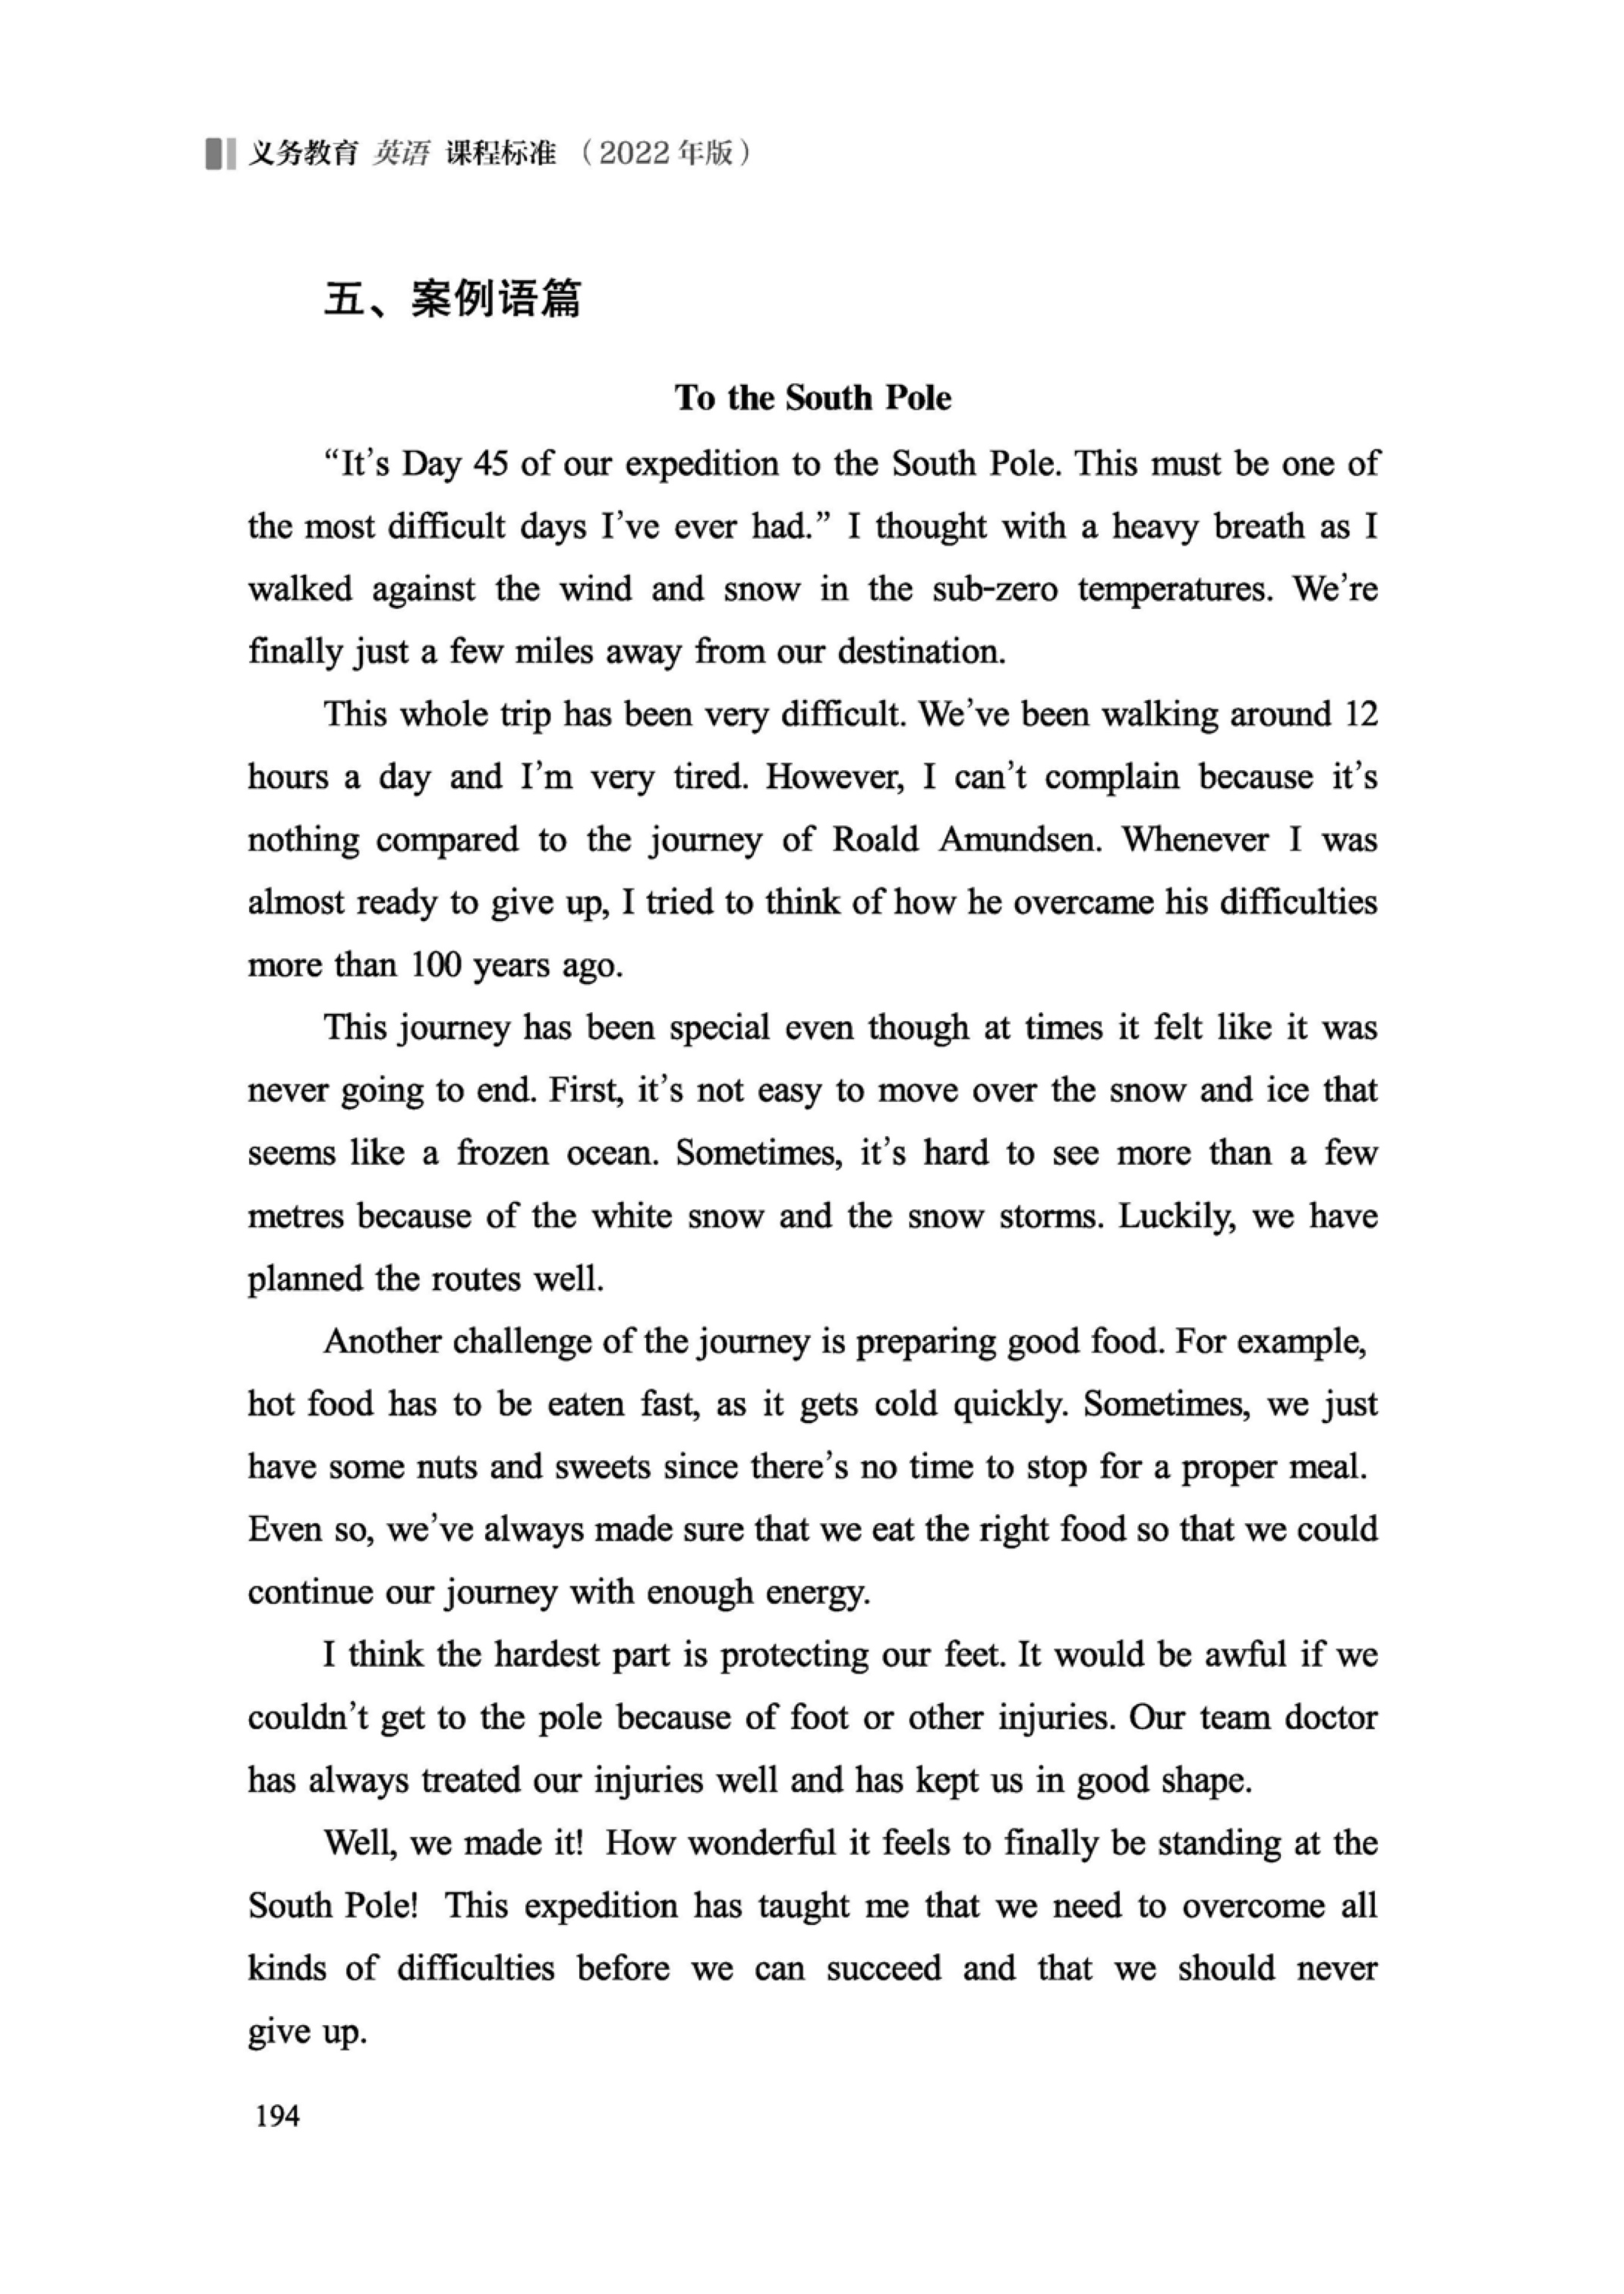 义务教育 英语 课程标准（2022 年版）
五、案例语篇
To the South Pole
“It’s Day 45 of our expedition to the South Pole. This must be one of
the most difficult days I’ve ever had.” I thought with a heavy breath as I
walked against the wind and snow in the sub-zero temperatures. We’re
finally just a few miles away from our destination.
This whole trip has been very difficult. We’ve been walking around 12
hours a day and I’m very tired. However, I can’t complain because it’s
nothing compared to the journey of Roald Amundsen. Whenever I was
almost ready to give up, I tried to think of how he overcame his difficulties
more than 100 years ago.
This journey has been special even though at times it felt like it was
never going to end. First, it’s not easy to move over the snow and ice that
seems like a frozen ocean. Sometimes, it’s hard to see more than a few
metres because of the white snow and the snow storms. Luckily, we have
planned the routes well.
Another challenge of the journey is preparing good food. For example,
hot food has to be eaten fast, as it gets cold quickly. Sometimes, we just
have some nuts and sweets since there’s no time to stop for a proper meal.
Even so, we’ve always made sure that we eat the right food so that we could
continue our journey with enough energy.
I think the hardest part is protecting our feet. It would be awful if we
couldn’t get to the pole because of foot or other injuries. Our team doctor
has always treated our injuries well and has kept us in good shape.
Well, we made it! How wonderful it feels to finally be standing at the
South Pole! This expedition has taught me that we need to overcome all
kinds of difficulties before we can succeed and that we should never
give up.
194